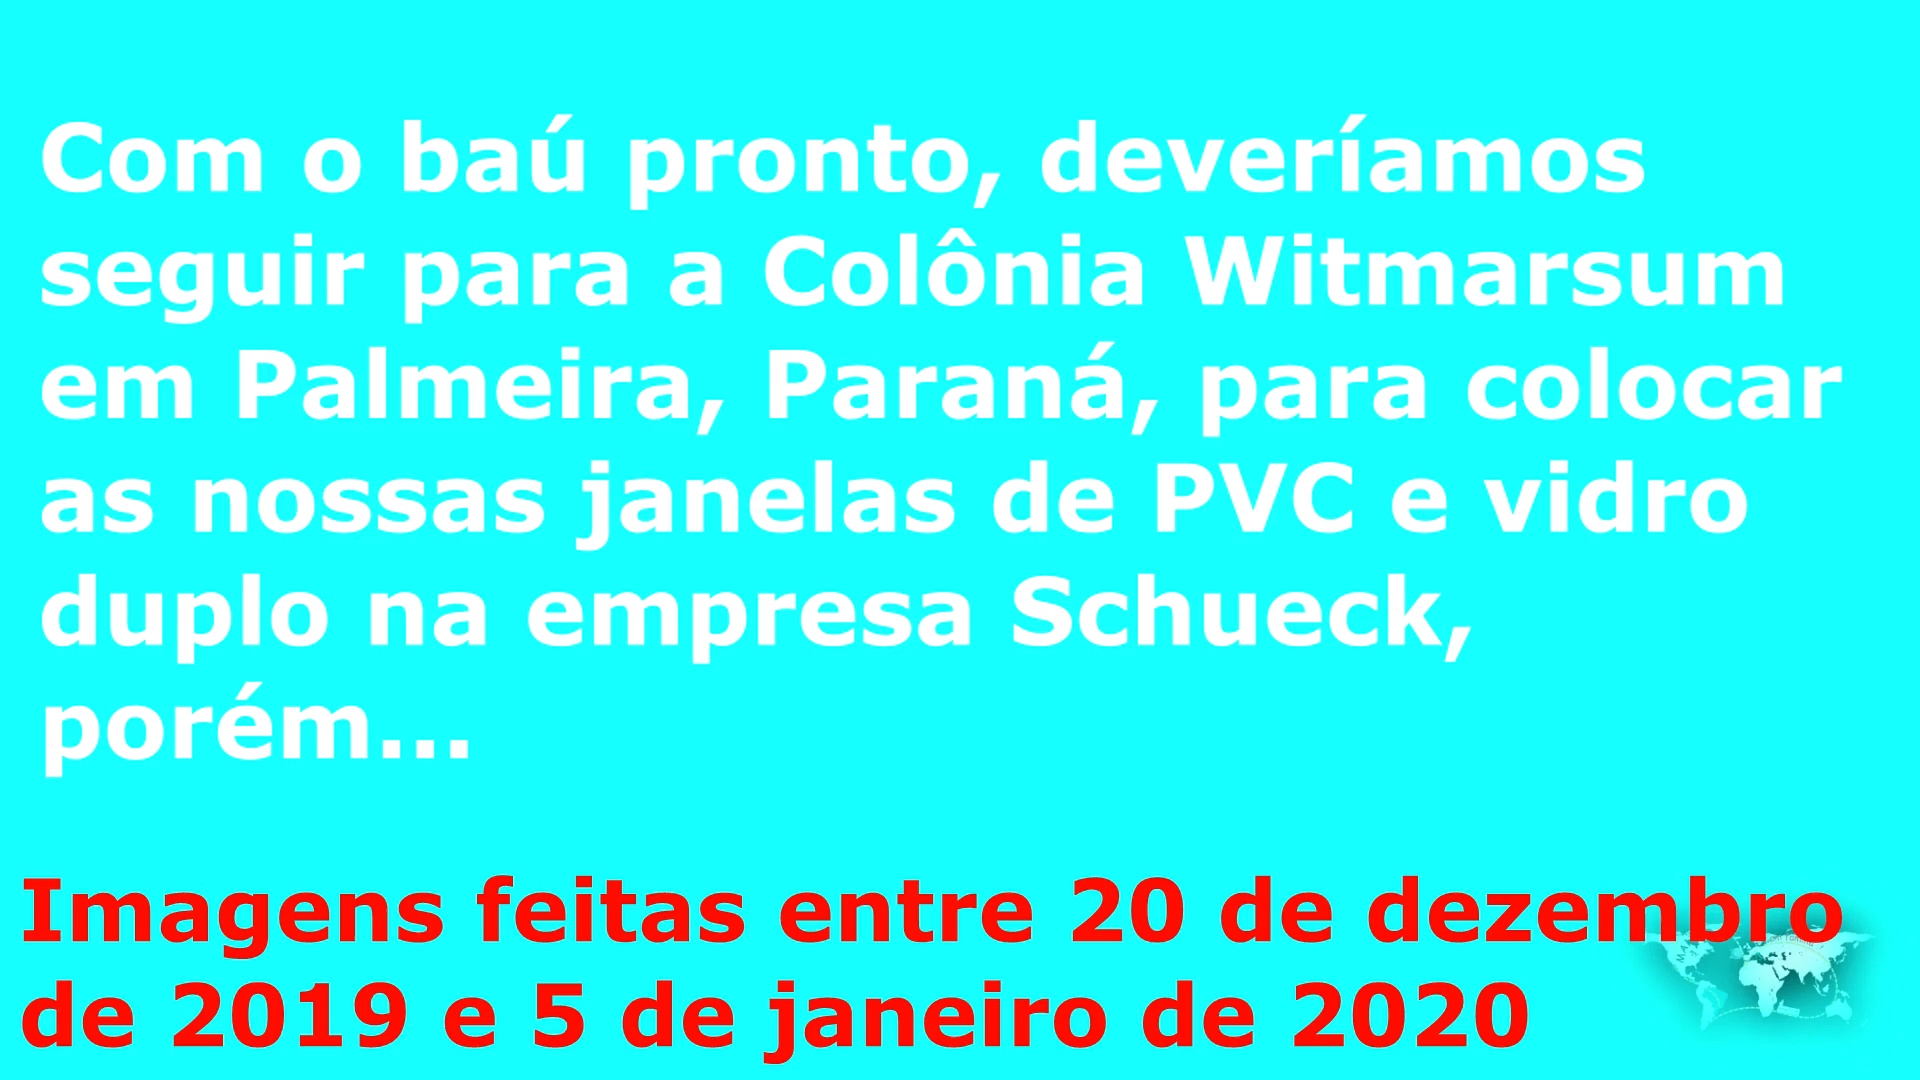 Com o baú pronto, deveríamos
seguir para a Colônia Witmarsum
em Palmeira, Paraná, para colocar
as nossas janelas de PVC e vidro
duplo na empresa Schueck,
porém...
Imagens feitas entre 20 de dezembro
de 2019 e 5 de janeiro de 2020